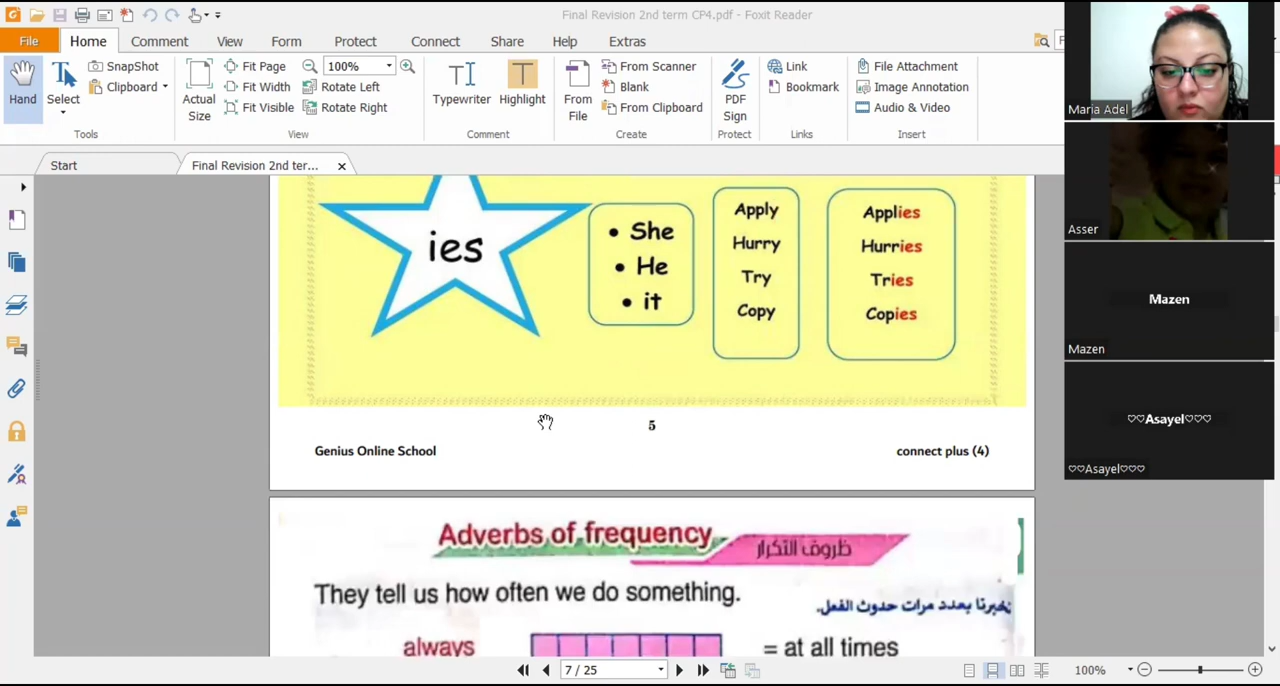 Final Revision 2nd term CP4.pdf - Foxit Reader
File Home Comment View Form Protect Connect Share Help Extras
Hand
Select
SnapShot
Clipboard
Actual Size
Fit Page
Fit Width
Fit Visible
100%
Rotate Left
Rotate Right
Typewriter
Highlight
From File
From Scanner
Blank
From Clipboard
PDF Sign
Link
Bookmark
File Attachment
Image Annotation
Audio & Video
Tools View Comment Create Protect Links Insert
Start
Final Revision 2nd ter...
ies
• She
• He
• it
Apply
Hurry
Try
Copy
Applies
Hurries
Tries
Copies
5
Genius Online School connect plus (4)
Adverbs of frequency
ظروف التكرار
They tell us how often we do something.
تخبرنا بعدد مرات حدوث الفعل.
always = at all times
7 / 25
100%
Maria Adel
Asser
Mazen
Mazen
♡♡Asayel♡♡♡
♡♡Asayel♡♡♡